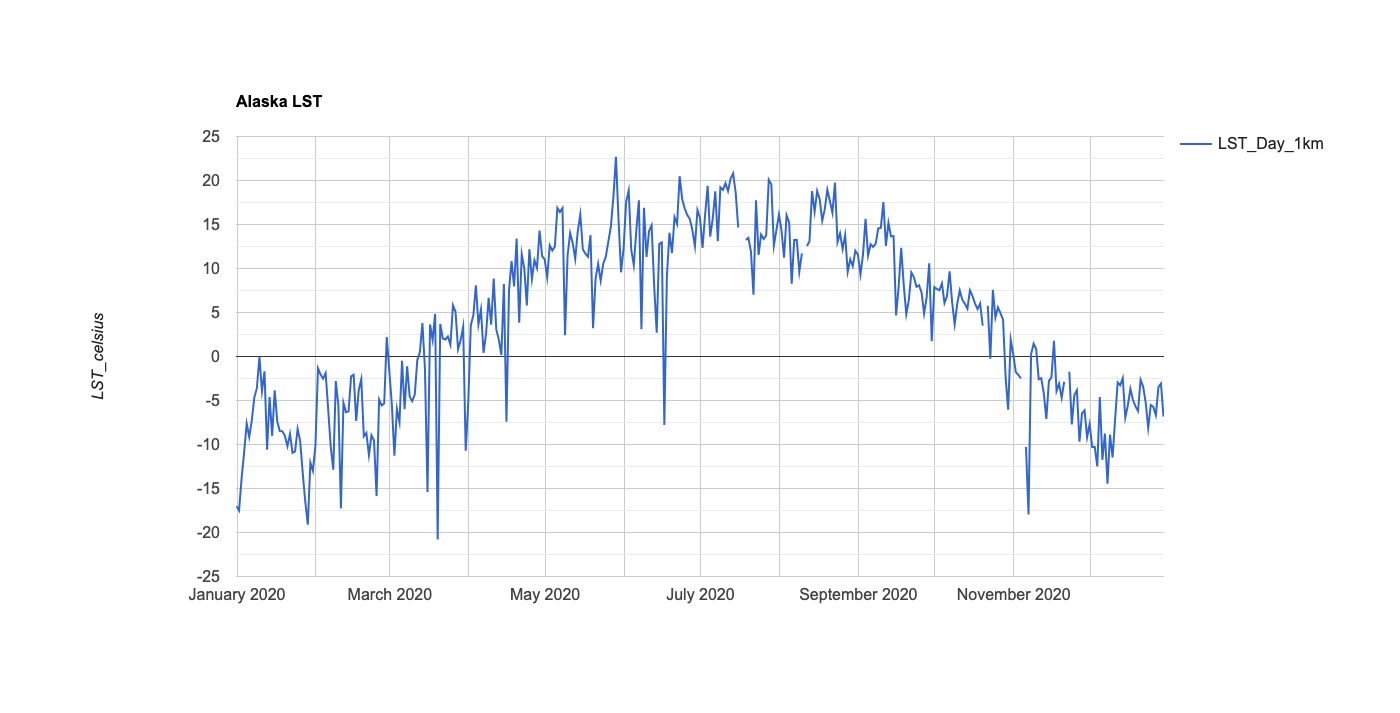 Alaska LST
LST_Day_1km
25
20
15
10
5
0
-5
-10
-15
-20
-25
LST_celsius
January 2020
March 2020
May 2020
July 2020
September 2020
November 2020